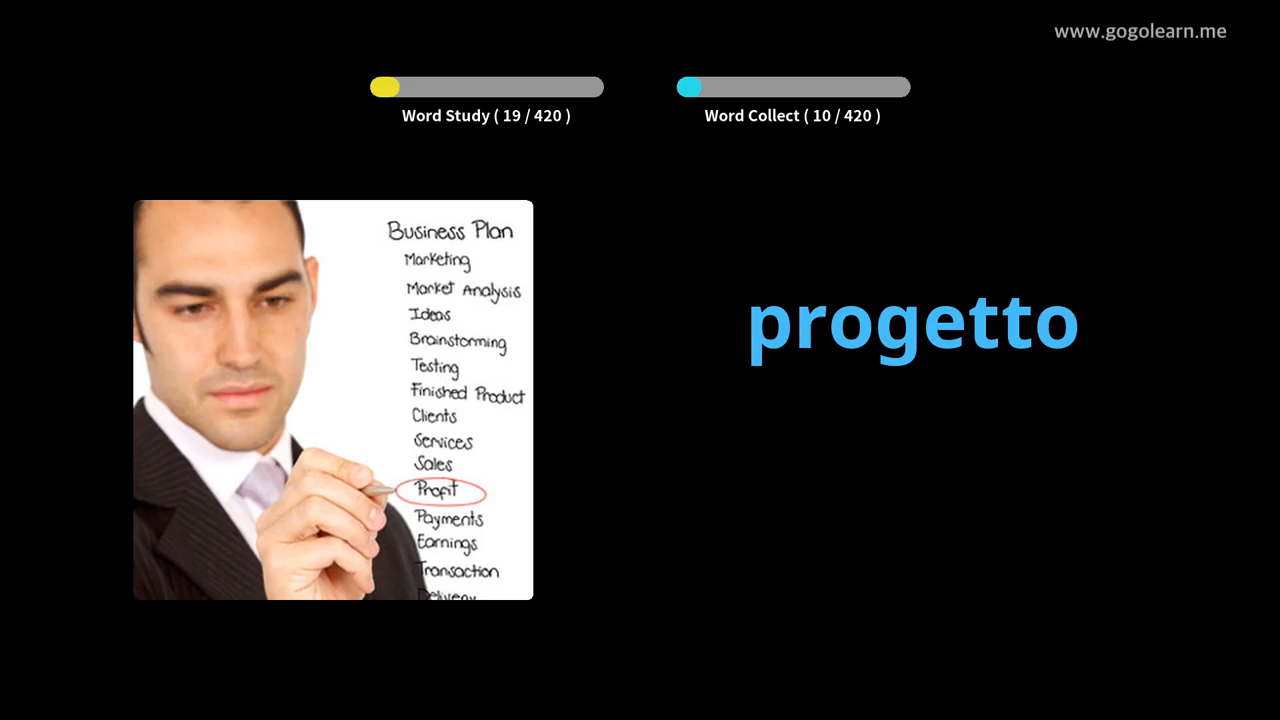 www.gogolearn.me
Word Study ( 19 / 420 )
Word Collect ( 10 / 420 )
Business Plan
Marketing
Market Analysis
Ideas
Brainstorming
Testing
Finished Product
Clients
Services
Sales
Profit
Payments
Earnings
Transaction
Delivery
progetto